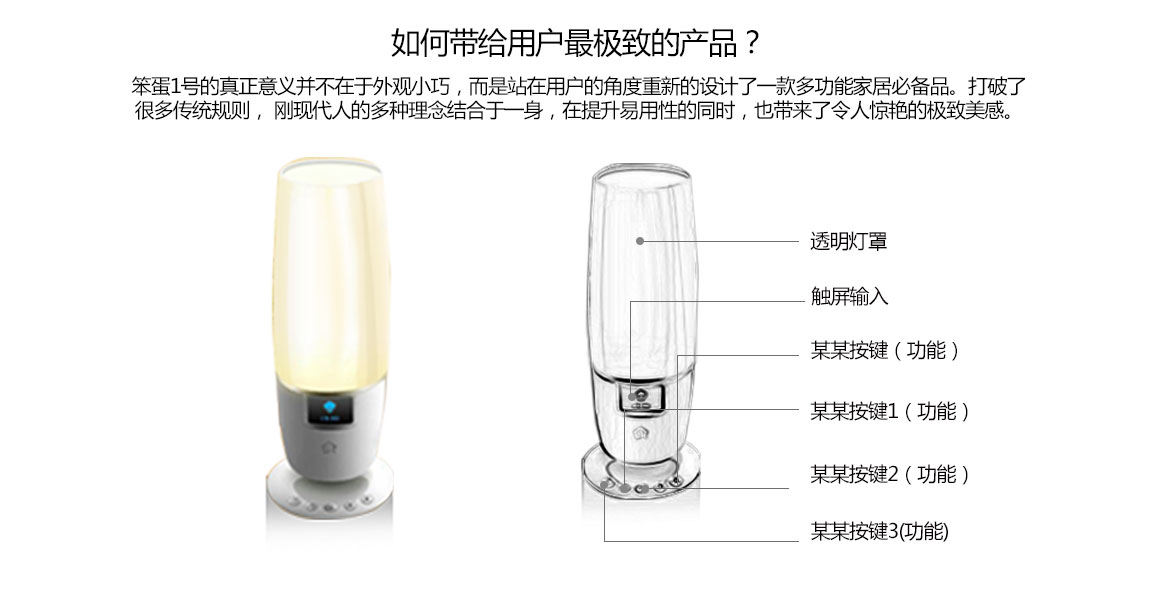 如何带给用户最极致的产品？
笨蛋1号的真正意义并不在于外观小巧，而是站在用户的角度重新的设计了一款多功能家居必备品。打破了
很多传统规则， 刚现代人的多种理念结合于一身，在提升易用性的同时，也带来了令人惊艳的极致美感。
透明灯罩
触屏输入
某某按键（功能）
某某按键1（功能）
某某按键2（功能）
某某按键3(功能)